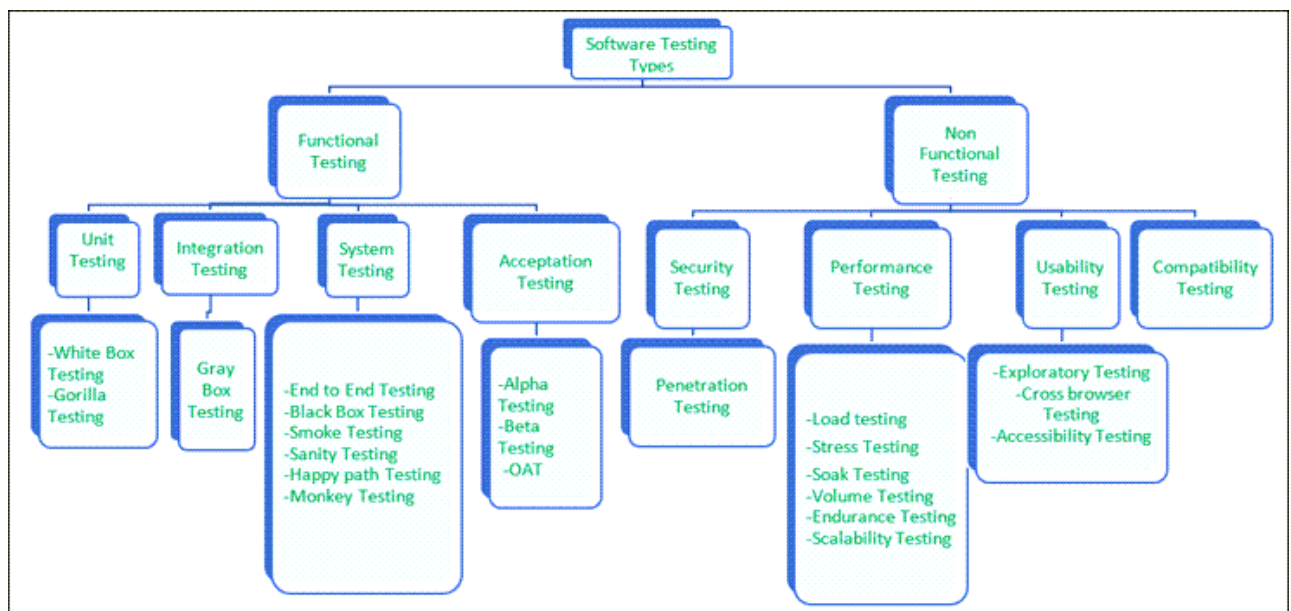 Software Testing
Types
Functional
Testing
Non
Functional
Testing
Unit
Testing
Integration
Testing
System
Testing
Acceptation
Testing
Security
Testing
Performance
Testing
Usability
Testing
Compatibility
Testing
-White Box
Testing
-Gorilla
Testing
Gray
Box
Testing
-End to End Testing
-Black Box Testing
-Smoke Testing
-Sanity Testing
-Happy path Testing
-Monkey Testing
-Alpha
Testing
-Beta
Testing
-OAT
Penetration
Testing
-Load testing
-Stress Testing
-Soak Testing
-Volume Testing
-Endurance Testing
-Scalability Testing
-Exploratory Testing
-Cross browser
Testing
-Accessibility Testing